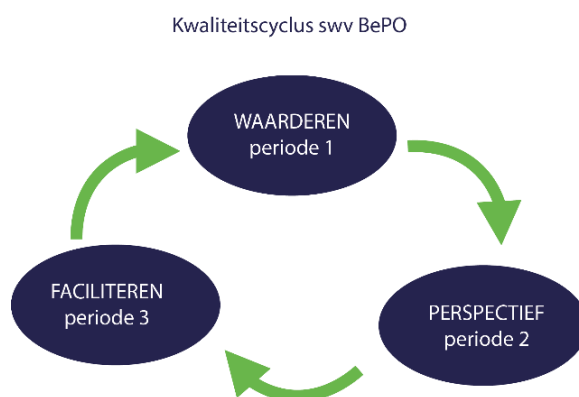 Kwaliteitscyclus swv BePO
WAARDEREN
periode 1
PERSPECTIEF
periode 2
FACILITEREN
periode 3